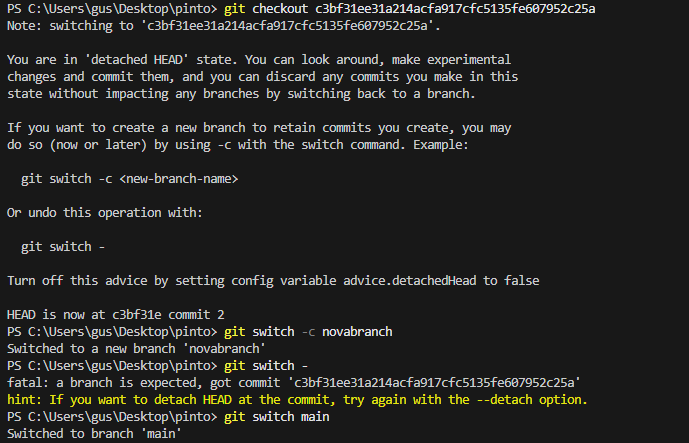 PS C:\Users\gus\Desktop\pinto> git checkout c3bf31ee31a214acfa917cfc5135fe607952c25a
Note: switching to 'c3bf31ee31a214acfa917cfc5135fe607952c25a'.

You are in 'detached HEAD' state. You can look around, make experimental
changes and commit them, and you can discard any commits you make in this
state without impacting any branches by switching back to a branch.

If you want to create a new branch to retain commits you create, you may
do so (now or later) by using -c with the switch command. Example:

  git switch -c <new-branch-name>

Or undo this operation with:

  git switch -

Turn off this advice by setting config variable advice.detachedHead to false

HEAD is now at c3bf31e commit 2
PS C:\Users\gus\Desktop\pinto> git switch -c novabranch
Switched to a new branch 'novabranch'
PS C:\Users\gus\Desktop\pinto> git switch -
fatal: a branch is expected, got commit 'c3bf31ee31a214acfa917cfc5135fe607952c25a'
hint: If you want to detach HEAD at the commit, try again with the --detach option.
PS C:\Users\gus\Desktop\pinto> git switch main
Switched to branch 'main'